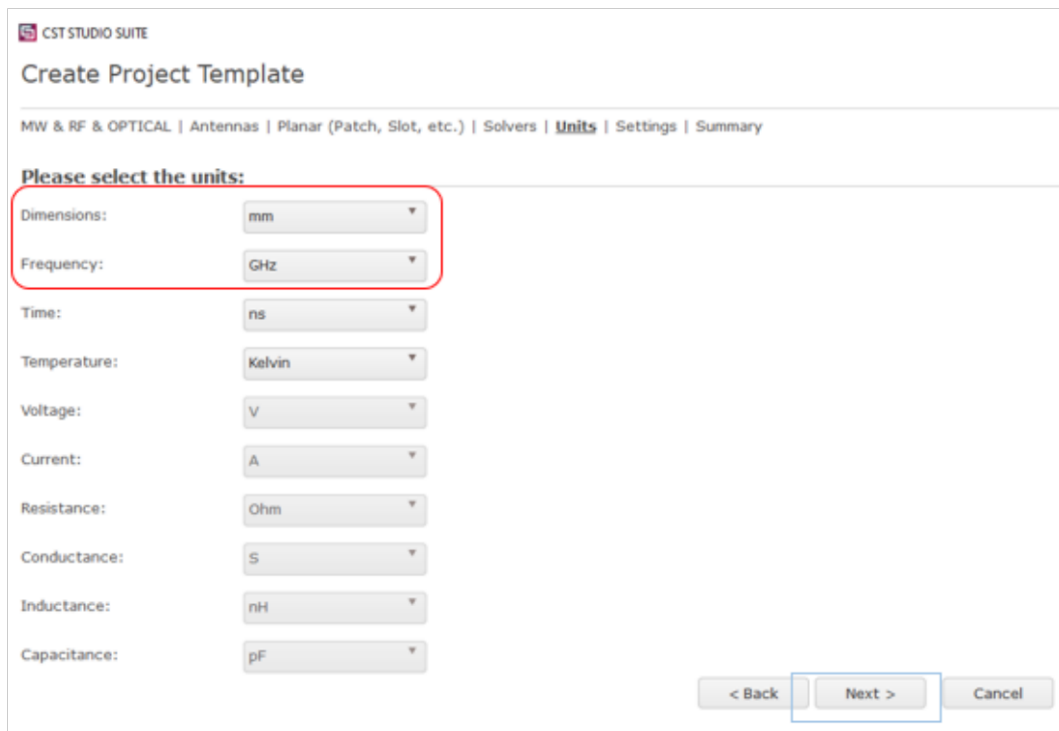 CST STUDIO SUITE
Create Project Template
MW & RF & OPTICAL | Antennas | Planar (Patch, Slot, etc.) | Solvers | Units | Settings | Summary
Please select the units:
Dimensions: mm
Frequency: GHz
Time: ns
Temperature: Kelvin
Voltage: V
Current: A
Resistance: Ohm
Conductance: S
Inductance: nH
Capacitance: pF
< Back Next > Cancel